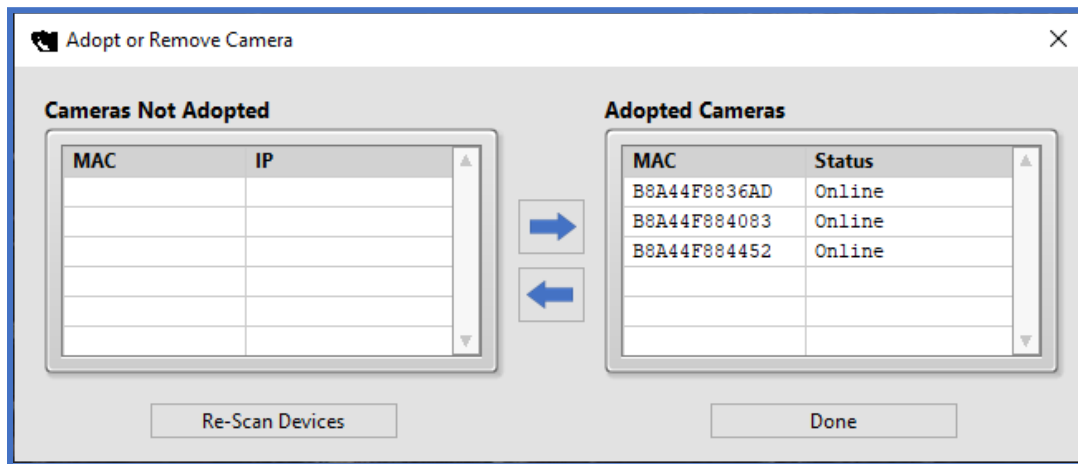 Adopt or Remove Camera
Cameras Not Adopted
MAC IP
Adopted Cameras
MAC Status
B8A44F8836AD Online
B8A44F884083 Online
B8A44F884452 Online
Re-Scan Devices
Done